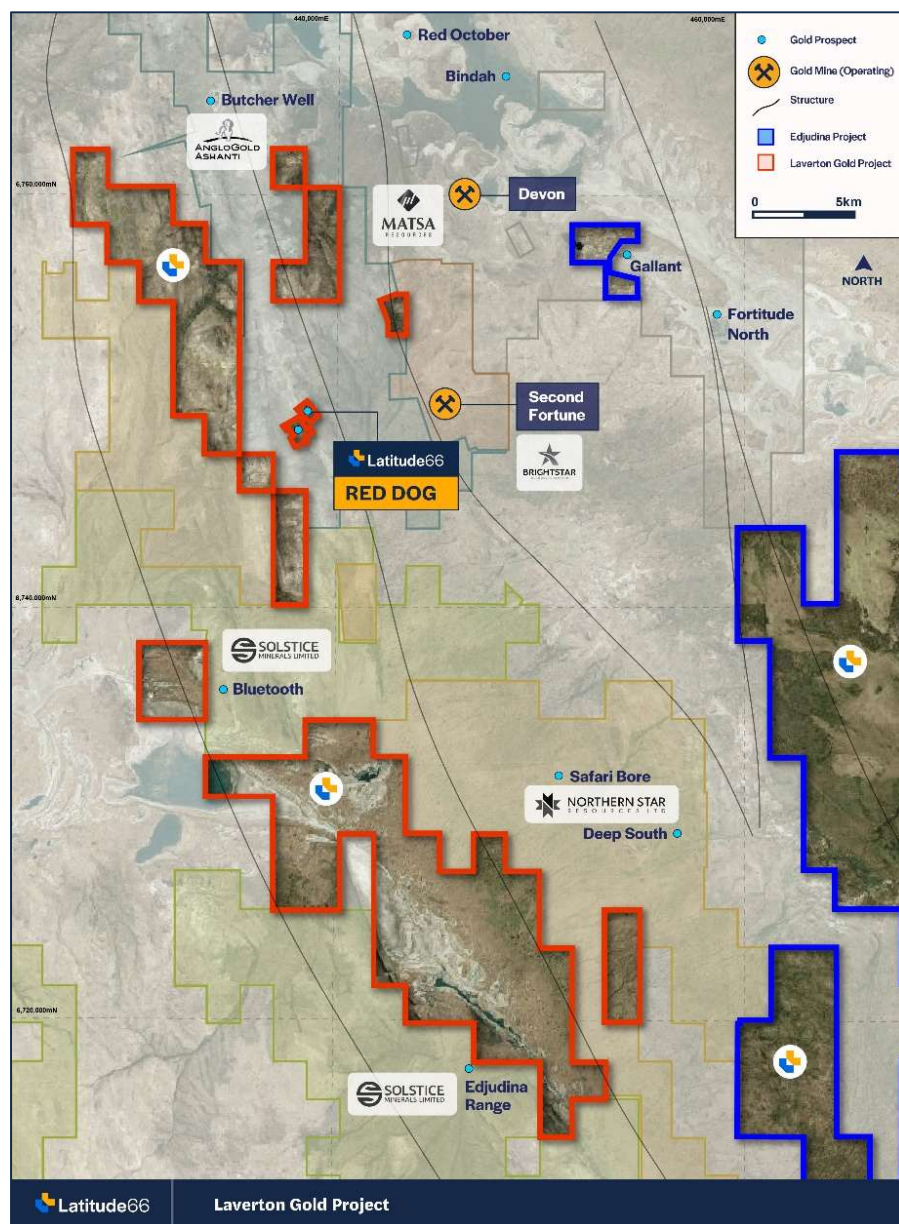 440,000mE
460,000mE
Red October
Bindah
Butcher Well
ANGLOGOLD
ASHANTI
6,760.000mN
MATSA
RESOURCES
Devon
Gallant
Fortitude
North
Gold Prospect
Gold Mine (Operating)
Structure
Edjudina Project
Laverton Gold Project
0 5km
NORTH
Second
Fortune
BRIGHTSTAR
Latitude66
RED DOG
6,740.000mN
SOLSTICE
MINERALS LIMITED
Bluetooth
Safari Bore
NORTHERN STAR
RESOURCES LTD
Deep South
6,720.000mN
SOLSTICE
MINERALS LIMITED
Edjudina
Range
Latitude66
Laverton Gold Project